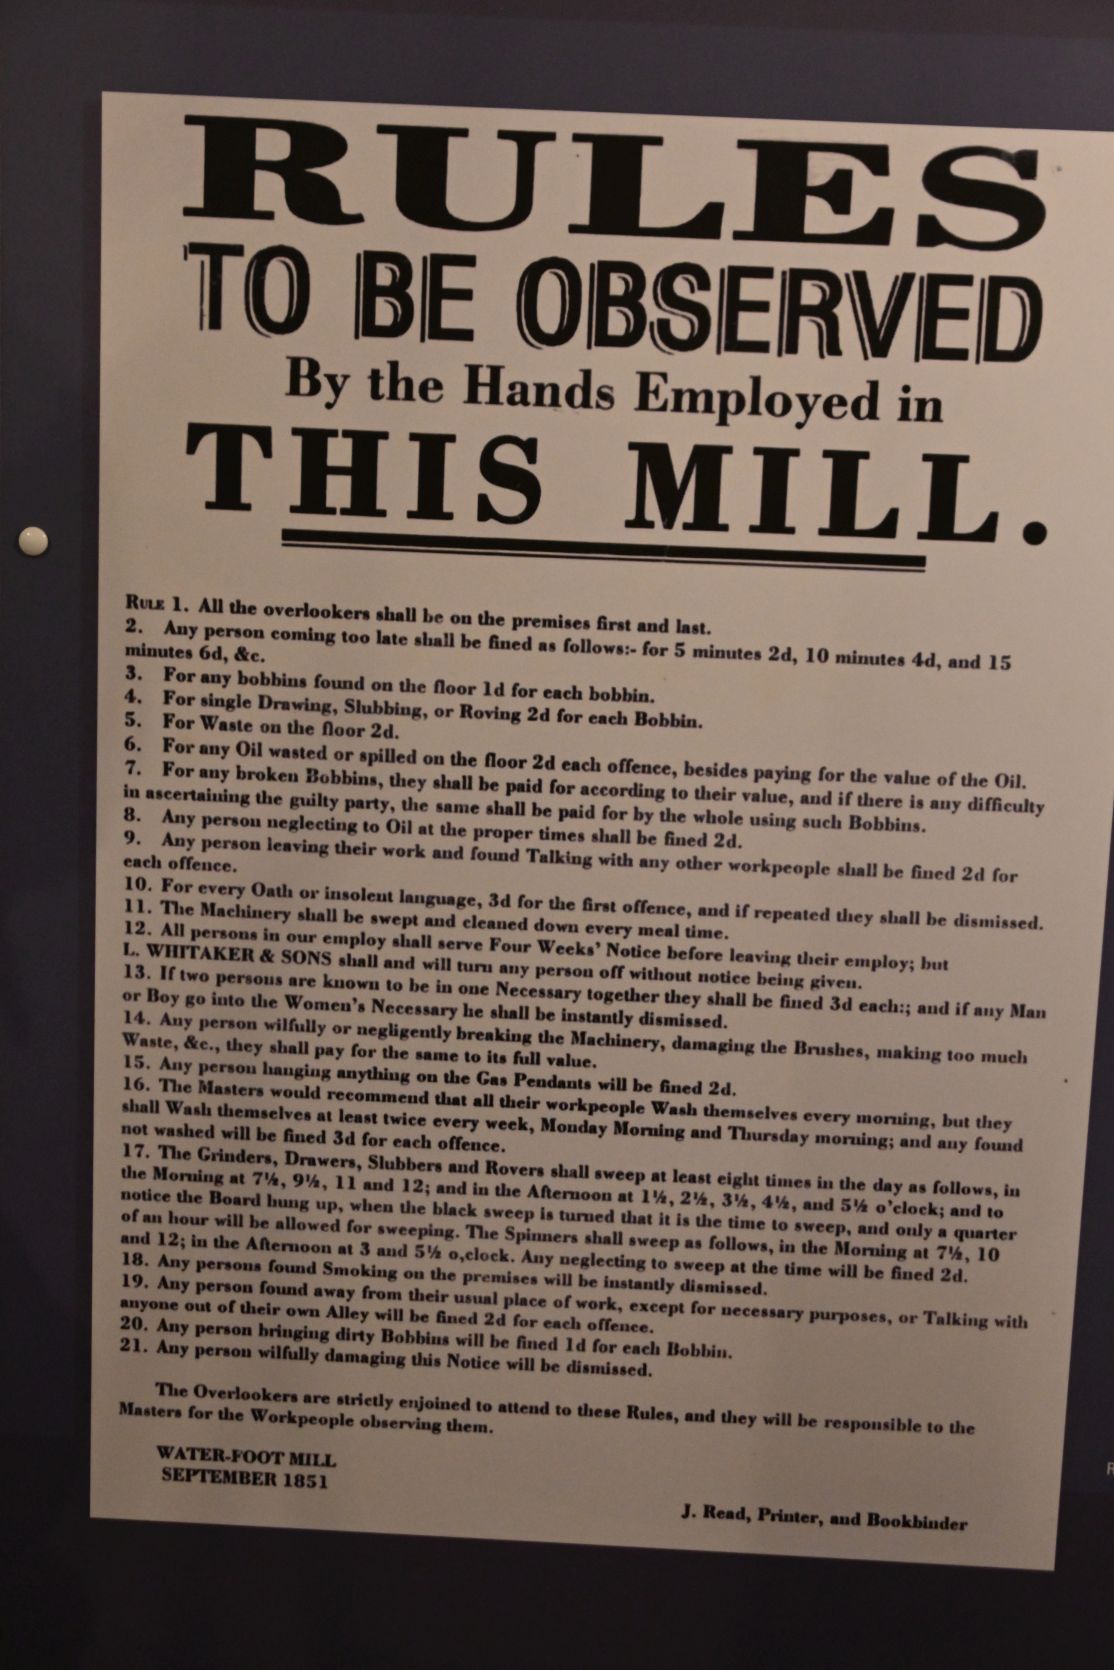 RULES
TO BE OBSERVED
By the Hands Employed in
THIS MILL.
RULE 1. All the overlookers shall be on the premises first and last.
2. Any person coming too late shall be fined as follows:- for 5 minutes 2d, 10 minutes 4d, and 15
minutes 6d, &c.
3. For any bobbins found on the floor 1d for each bobbin.
4. For single Drawing, Slubbing, or Roving 2d for each Bobbin.
5. For Waste on the floor 2d.
6. For any Oil wasted or spilled on the floor 2d each offence, besides paying for the value of the Oil.
7. For any broken Bobbins, they shall be paid for according to their value, and if there is any difficulty
in ascertaining the guilty party, the same shall be paid for by the whole using such Bobbins.
8. Any person neglecting to Oil at the proper times shall be fined 2d.
9. Any person leaving their work and found Talking with any other workpeople shall be fined 2d for
each offence.
10. For every Oath or insolent language, 3d for the first offence, and if repeated they shall be dismissed.
11. The Machinery shall be swept and cleaned down every meal time.
12. All persons in our employ shall serve Four Weeks' Notice before leaving their employ; but
L. WHITAKER & SONS shall and will turn any person off without notice being given.
13. If two persons are known to be in one Necessary together they shall be fined 3d each:; and if any Man
or Boy go into the Women's Necessary he shall be instantly dismissed.
14. Any person wilfully or negligently breaking the Machinery, damaging the Brushes, making too much
Waste, &c., they shall pay for the same to its full value.
15. Any person hanging anything on the Gas Pendants will be fined 2d.
16. The Masters would recommend that all their workpeople Wash themselves every morning, but they
shall Wash themselves at least twice every week, Monday Morning and Thursday morning; and any found
not washed will be fined 3d for each offence.
17. The Grinders, Drawers, Slubbers and Rovers shall sweep at least eight times in the day as follows, in
the Morning at 7½, 9½, 11 and 12; and in the Afternoon at 1½, 2½, 3½, 4½, and 5½ o'clock; and to
notice the Board hung up, when the black sweep is turned that it is the time to sweep, and only a quarter
of an hour will be allowed for sweeping. The Spinners shall sweep as follows, in the Morning at 7½, 10
and 12; in the Afternoon at 3 and 5½ o,clock. Any neglecting to sweep at the time will be fined 2d.
18. Any persons found Smoking on the premises will be instantly dismissed.
19. Any person found away from their usual place of work, except for necessary purposes, or Talking with
anyone out of their own Alley will be fined 2d for each offence.
20. Any person bringing dirty Bobbins will be fined 1d for each Bobbin.
21. Any person wilfully damaging this Notice will be dismissed.
The Overlookers are strictly enjoined to attend to these Rules, and they will be responsible to the
Masters for the Workpeople observing them.
WATER-FOOT MILL
SEPTEMBER 1851
J. Read, Printer, and Bookbinder